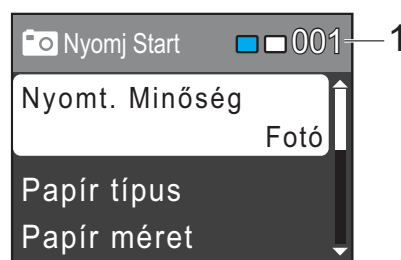 Nyomj Start 001 1
Nyomt. Minőség
Fotó
Papír típus
Papír méret